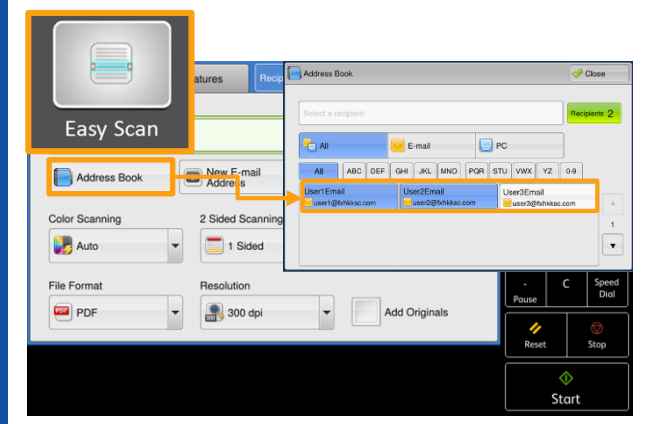 Easy Scan
atures
Recip
Address Book
Close
Select a recipient.
Recipients 2
All
E-mail
PC
All
ABC
DEF
GHI
JKL
MNO
PQR
STU
VWX
YZ
0-9
User1Email
user1@fxhkksc.com
User2Email
user2@fxhkksc.com
User3Email
user3@fxhkksc.com
1
Address Book
New E-mail
Address
Color Scanning
2 Sided Scanning
Auto
1 Sided
File Format
Resolution
PDF
PDF
300 dpi
Add Originals
-
Pause
C
Speed
Dial
Reset
Stop
Start